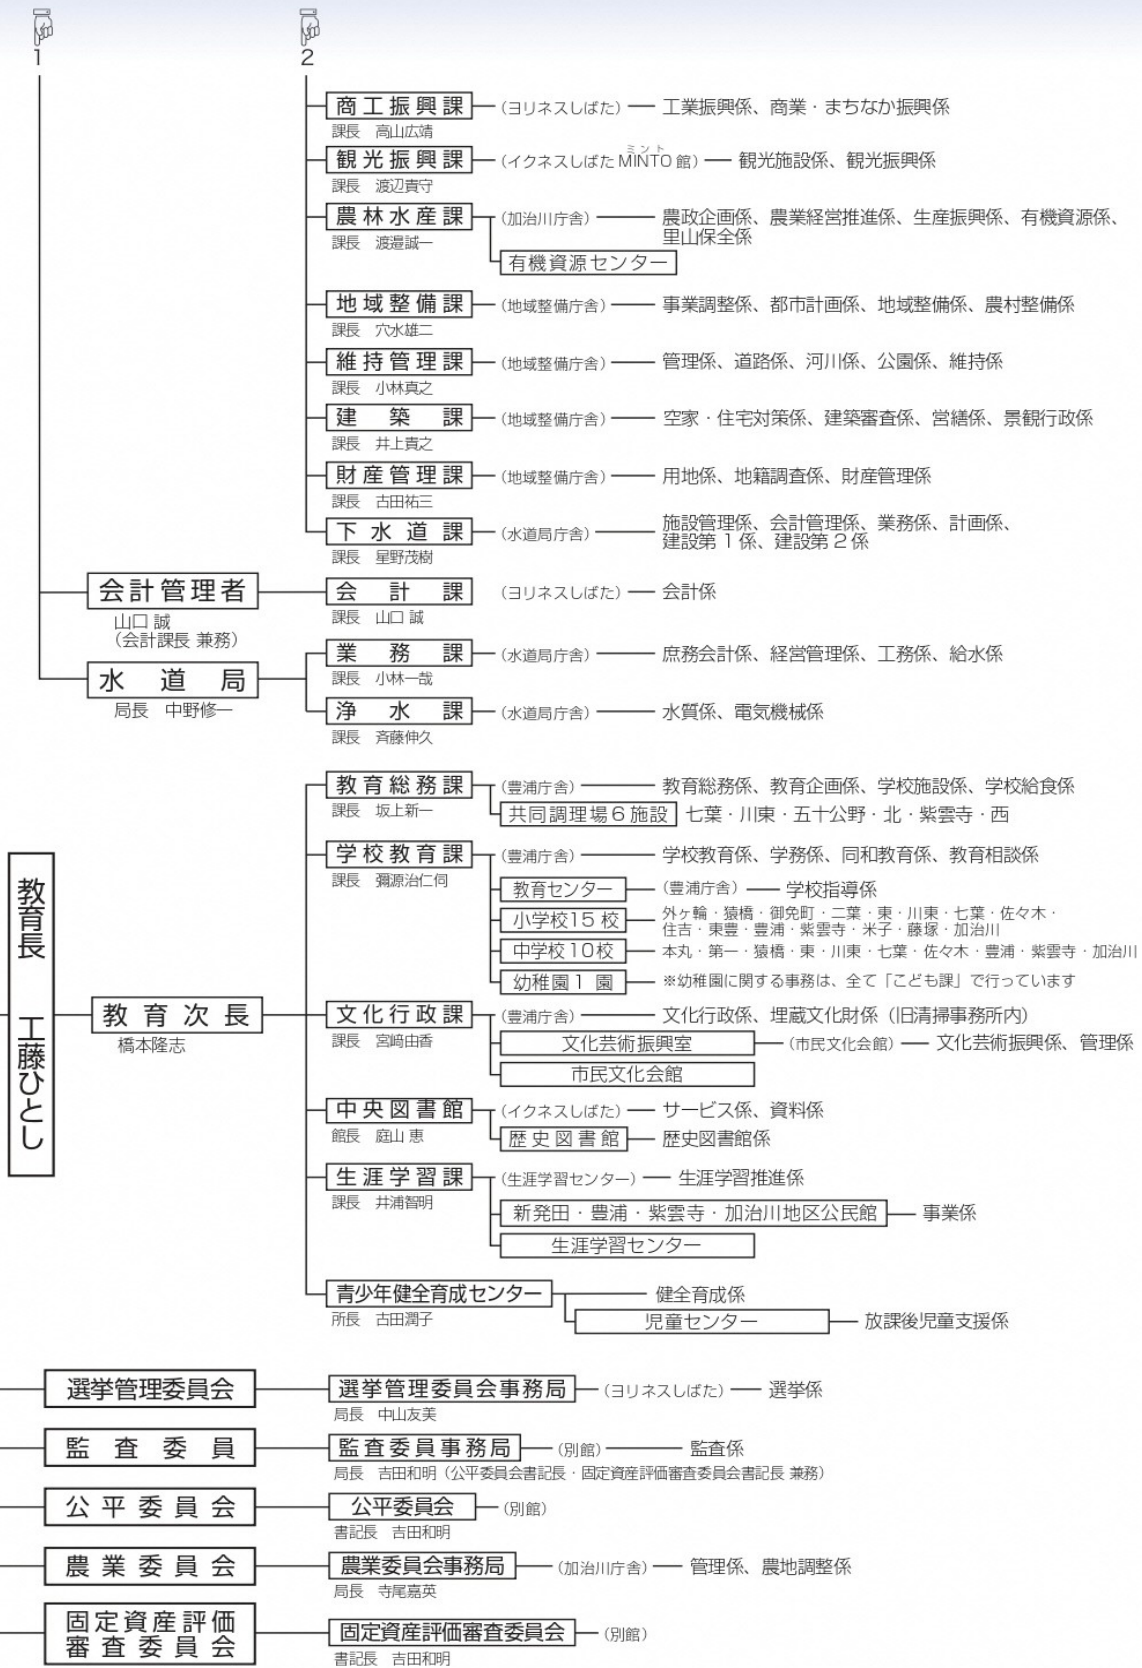 1
2
商工振興課 (ヨリネスしばた) 工業振興係、商業・まちなか振興係
課長 高山広靖
ミント
観光振興課 (イクネスしばた MINTO 館) 観光施設係、観光振興係
課長 渡辺貴守
農林水産課 (加治川庁舎) 農政企画係、農業経営推進係、生産振興係、有機資源係、
里山保全係
課長 渡邉誠一
有機資源センター
地域整備課 (地域整備庁舎) 事業調整係、都市計画係、地域整備係、農村整備係
課長 穴水雄二
維持管理課 (地域整備庁舎) 管理係、道路係、河川係、公園係、維持係
課長 小林真之
建築課 (地域整備庁舎) 空家・住宅対策係、建築審査係、営繕係、景観行政係
課長 井上貴之
財産管理課 (地域整備庁舎) 用地係、地籍調査係、財産管理係
課長 古田祐三
下水道課 (水道局庁舎) 施設管理係、会計管理係、業務係、計画係、
建設第1係、建設第2係
課長 星野茂樹
会計管理者 会計課 (ヨリネスしばた) 会計係
山口 誠
(会計課長 兼務)
課長 山口 誠
水道局
局長 中野修一
業務課 (水道局庁舎) 庶務会計係、経営管理係、工務係、給水係
課長 小林一哉
浄水課 (水道局庁舎) 水質係、電気機械係
課長 斉藤伸久
教育長 工藤ひとし
教育次長
橋本隆志
教育総務課 (豊浦庁舎) 教育総務係、教育企画係、学校施設係、学校給食係
課長 坂上新一
共同調理場6施設 七葉・川東・五十公野・北・紫雲寺・西
学校教育課 (豊浦庁舎) 学校教育係、学務係、同和教育係、教育相談係
課長 彌源治仁伺
教育センター (豊浦庁舎) 学校指導係
小学校15校 外ヶ輪・猿橋・御免町・二葉・東・川東・七葉・佐々木・
住吉・東豊・豊浦・紫雲寺・米子・藤塚・加治川
中学校10校 本丸・第一・猿橋・東・川東・七葉・佐々木・豊浦・紫雲寺・加治川
幼稚園1園 ※幼稚園に関する事務は、全て「こども課」で行っています
文化行政課 (豊浦庁舎) 文化行政係、埋蔵文化財係(旧清掃事務所内)
課長 宮﨑由香
文化芸術振興室 (市民文化会館) 文化芸術振興係、管理係
市民文化会館
中央図書館 (イクネスしばた) サービス係、資料係
館長 庭山 恵
歴史図書館 歴史図書館係
生涯学習課 (生涯学習センター) 生涯学習推進係
課長 井浦智明
新発田・豊浦・紫雲寺・加治川地区公民館 事業係
生涯学習センター
青少年健全育成センター 健全育成係
所長 古田潤子
児童センター 放課後児童支援係
選挙管理委員会 選挙管理委員会事務局 (ヨリネスしばた) 選挙係
局長 中山友美
監査委員 監査委員事務局 (別館) 監査係
局長 吉田和明(公平委員会書記長・固定資産評価審査委員会書記長 兼務)
公平委員会 公平委員会 (別館)
書記長 吉田和明
農業委員会 農業委員会事務局 (加治川庁舎) 管理係、農地調整係
局長 寺尾嘉英
固定資産評価
審査委員会
固定資産評価審査委員会 (別館)
書記長 吉田和明